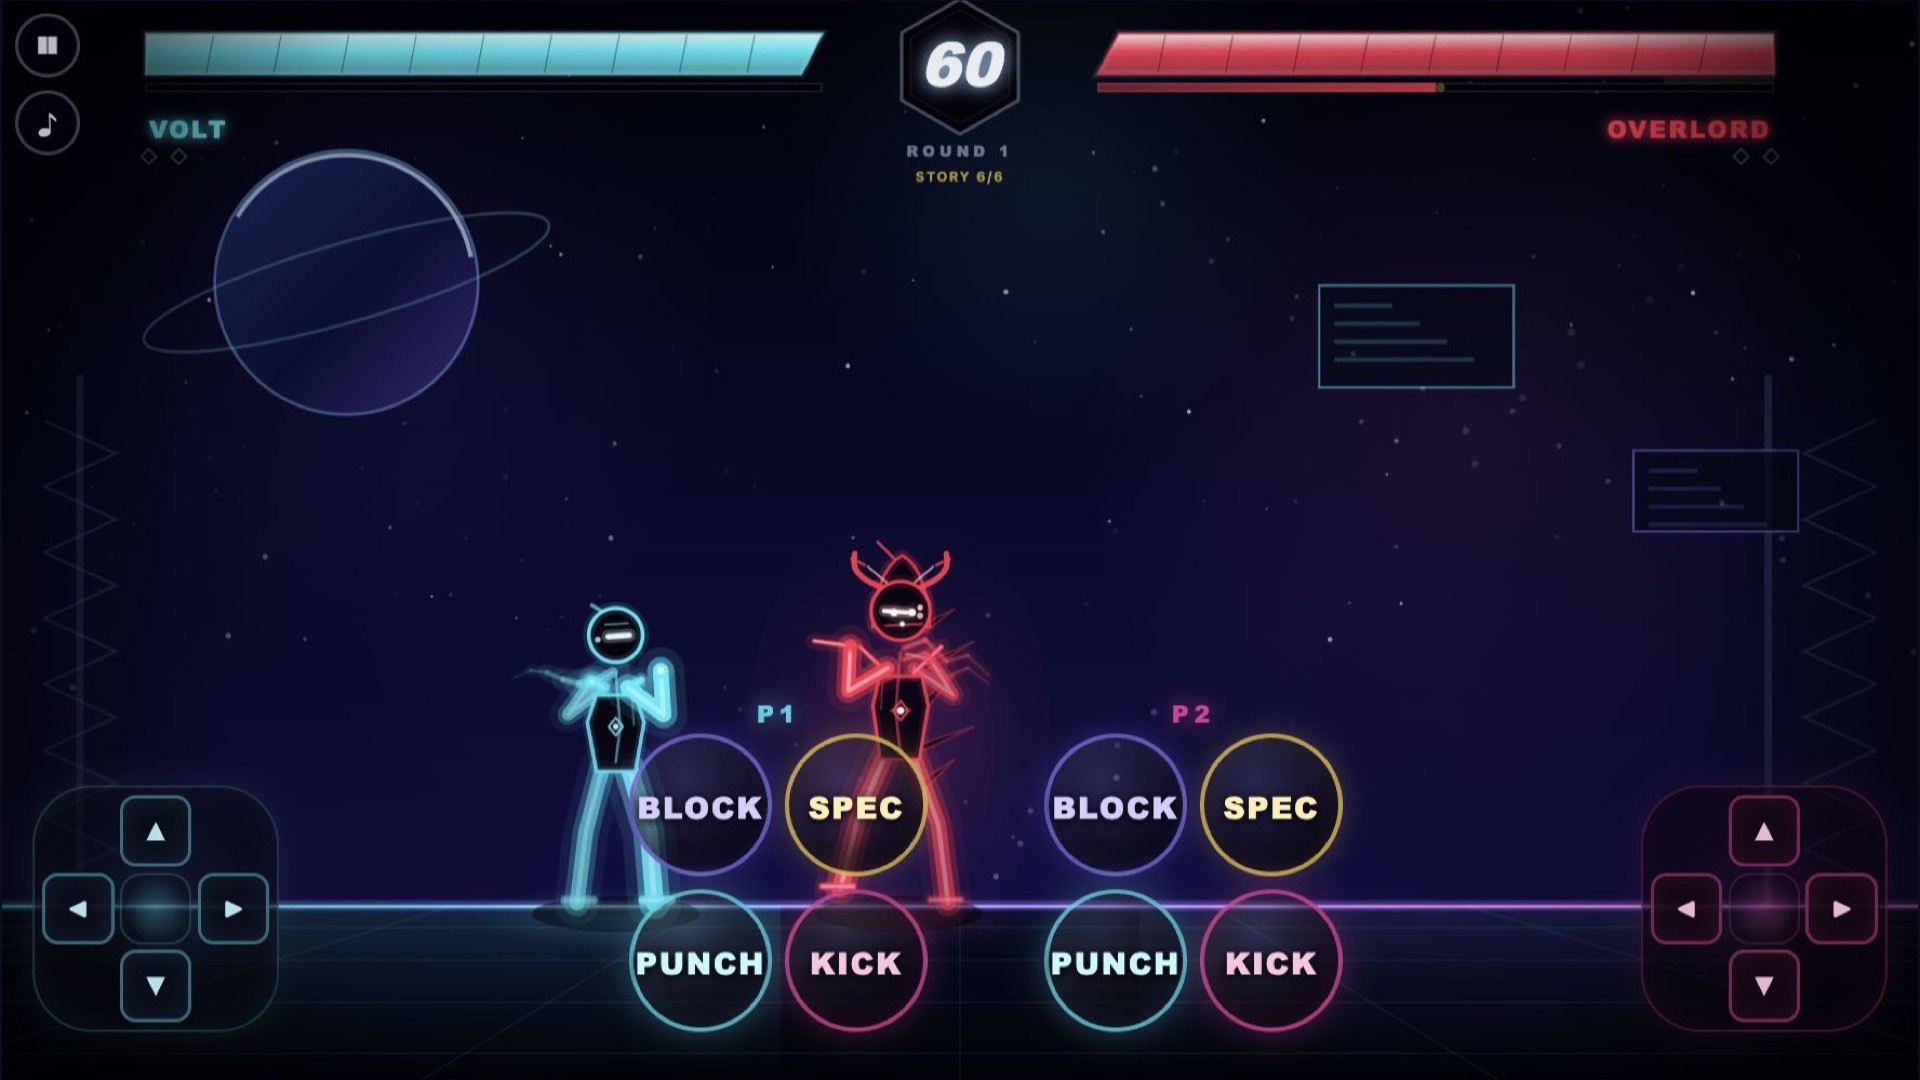 60
VOLT
OVERLORD
ROUND 1
STORY 6/6
P1
P2
BLOCK
SPEC
BLOCK
SPEC
PUNCH
KICK
PUNCH
KICK